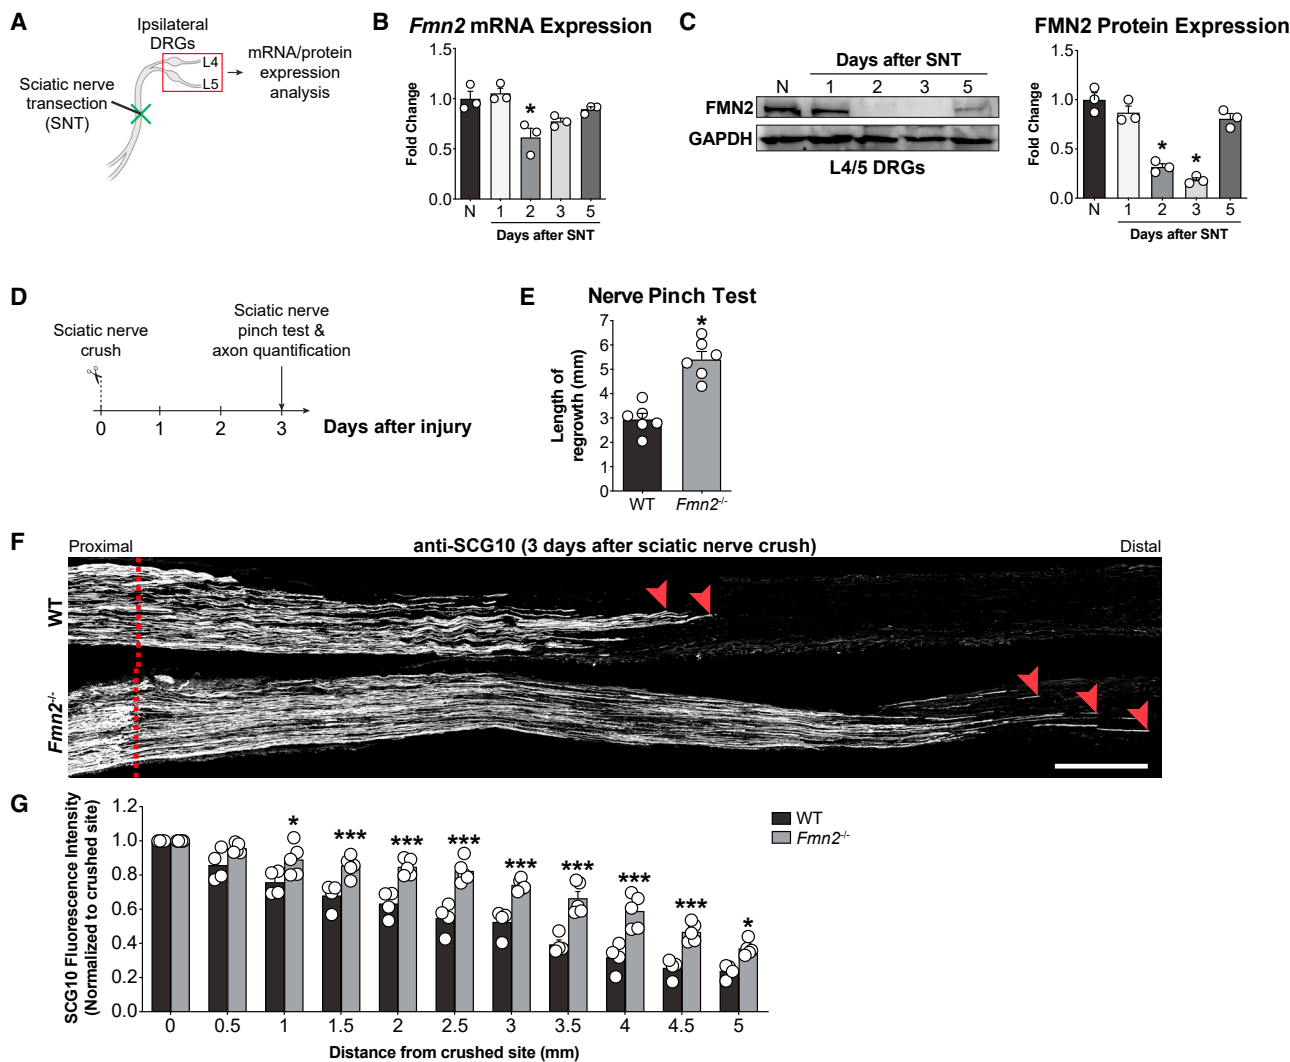 A
Ipsilateral
DRGs
L4
L5
mRNA/protein
expression
analysis
Sciatic nerve
transection
(SNT)
B
Fmn2 mRNA Expression
Fold Change
1.5
1.0
0.5
0.0
*
N 1 2 3 5
Days after SNT
C
Days after SNT
N 1 2 3 5
FMN2
GAPDH
L4/5 DRGs
FMN2 Protein Expression
Fold Change
1.5
1.0
0.5
0.0
* *
N 1 2 3 5
Days after SNT
D
Sciatic nerve
crush
Sciatic nerve
pinch test &
axon quantification
0 1 2 3
Days after injury
E
Nerve Pinch Test
Length of
regrowth (mm)
7
6
5
4
3
2
1
0
*
WT Fmn2-/-
F
Proximal
anti-SCG10 (3 days after sciatic nerve crush)
Distal
WT
Fmn2-/-
G
SCG10 Fluorescence Intensity
(Normalized to crushed site)
1.2
1.0
0.8
0.6
0.4
0.2
0.0
* *** *** *** *** *** *** *** *
WT
Fmn2-/-
0 0.5 1 1.5 2 2.5 3 3.5 4 4.5 5
Distance from crushed site (mm)